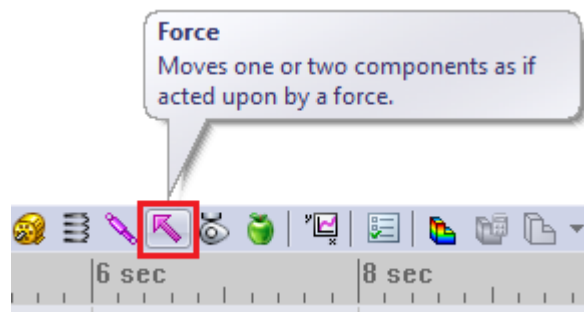 Force
Moves one or two components as if
acted upon by a force.
6 sec
8 sec